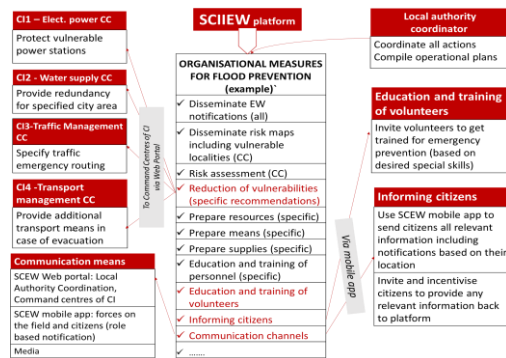 CI1 – Elect. power CC
Protect vulnerable
power stations
CI2 - Water supply CC
Provide redundancy
for specified city area
CI3-Traffic Management
CC
Specify traffic
emergency routing
CI4 -Transport
management CC
Provide additional
transport means in
case of evacuation
Communication means
SCEW Web portal: Local
Authority Coordination,
Command centres of CI
SCEW mobile app: forces on
the field and citizens (role
based notification)
Media
To Command Centres of CI
via Web Portal
SCIIEW platform
ORGANISATIONAL MEASURES
FOR FLOOD PREVENTION
(example)`
✓ Disseminate EW
notifications (all)
✓ Disseminate risk maps
including vulnerable
localities (CC)
✓ Risk assessment (CC)
✓ Reduction of vulnerabilities
(specific recommendations)
✓ Prepare resources (specific)
✓ Prepare means (specific)
✓ Prepare supplies (specific)
✓ Education and training of
personnel (specific)
✓ Education and training of
volunteers
✓ Informing citizens
✓ Communication channels
✓ .......
Via mobile app
Local authority
coordinator
Coordinate all actions
Compile operational plans
Education and training
of volunteers
Invite volunteers to get
trained for emergency
prevention (based on
desired special skills)
Informing citizens
Use SCEW mobile app to
send citizens all relevant
information including
notifications based on their
location
Invite and incentivise
citizens to provide any
relevant information back
to platform